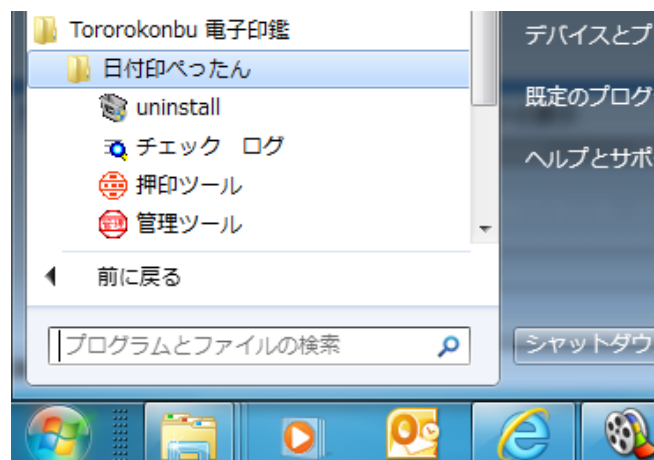 Tororokonbu 電子印鑑
日付印ぺったん
uninstall
チェック　ログ
押印ツール
管理ツール
前に戻る
プログラムとファイルの検索
デバイスとプ
既定のプログ
ヘルプとサポ
シャットダウ